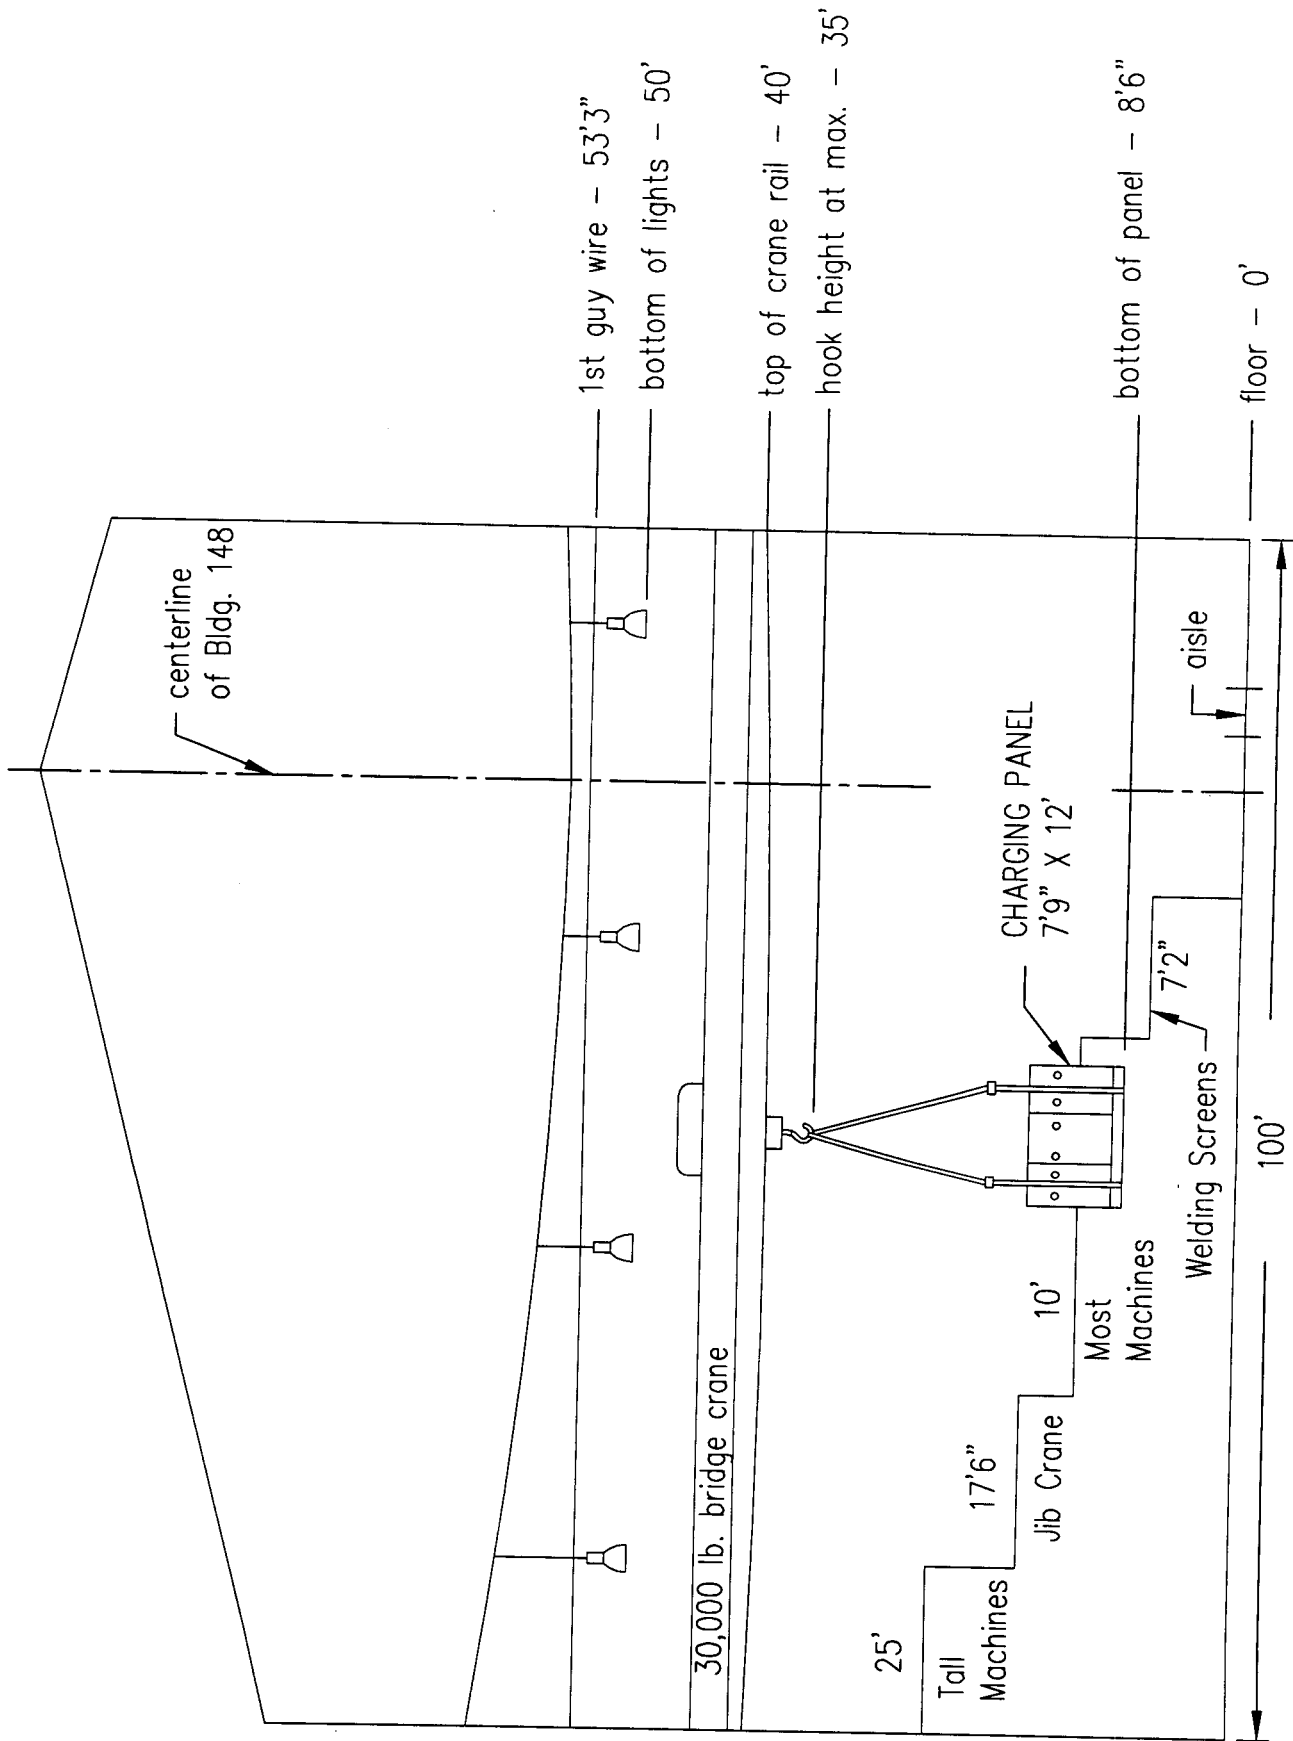 centerline
of Bldg. 148
1st guy wire – 53'3"
bottom of lights – 50'
30,000 lb. bridge crane
top of crane rail – 40'
hook height at max. – 35'
25'
Tall
Machines
17'6"
Jib Crane
10'
Most
Machines
CHARGING PANEL
7'9" X 12'
7'2"
Welding Screens
bottom of panel – 8'6"
aisle
floor – 0'
100'